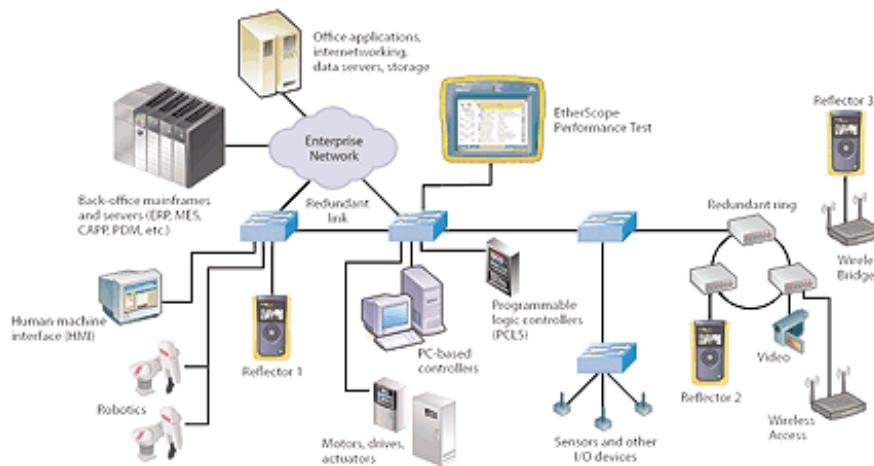 Office applications,
internetworking,
data servers, storage
EtherScope
Performance Test
Reflector 3
Enterprise
Network
Back-office mainframes
and servers (ERP, MES,
CAPP, PDM, etc.)
Redundant
link
Redundant ring
Wireless
Bridge
Human-machine
interface (HMI)
Programmable
logic controllers
(PCLS)
Reflector 1
PC-based
controllers
Video
Robotics
Reflector 2
Wireless
Access
Motors, drives,
actuators
Sensors and other
I/O devices